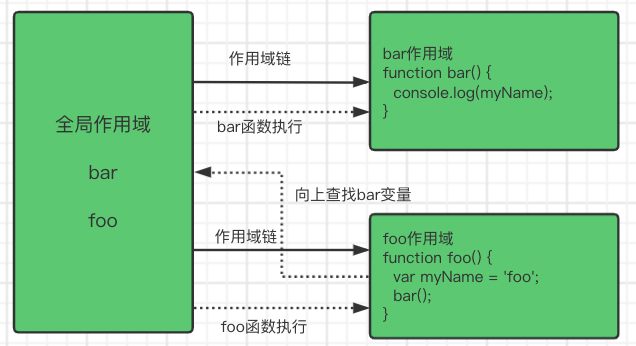 全局作用域
bar
foo
作用域链
bar函数执行
向上查找bar变量
作用域链
foo函数执行
bar作用域
function bar() {
  console.log(myName);
}
foo作用域
function foo() {
  var myName = 'foo';
  bar();
}